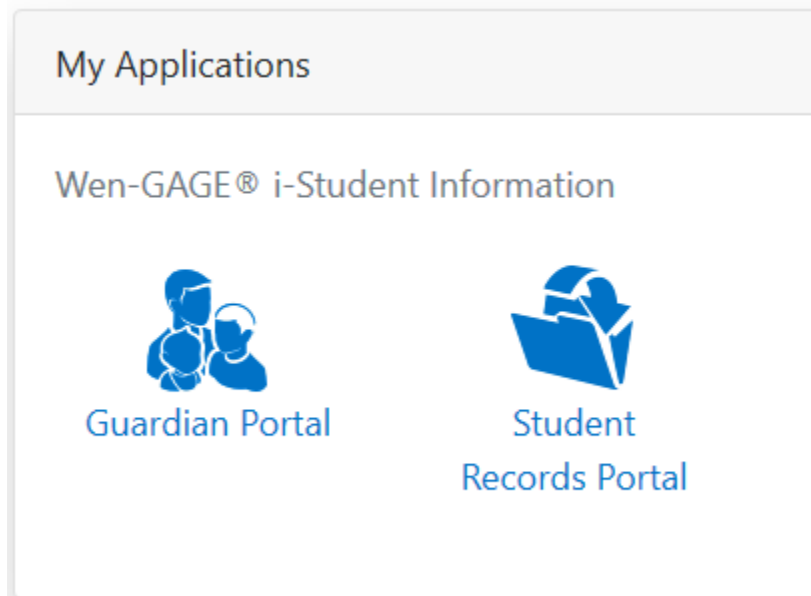 My Applications
Wen-GAGE® i-Student Information
Guardian Portal
Student
Records Portal